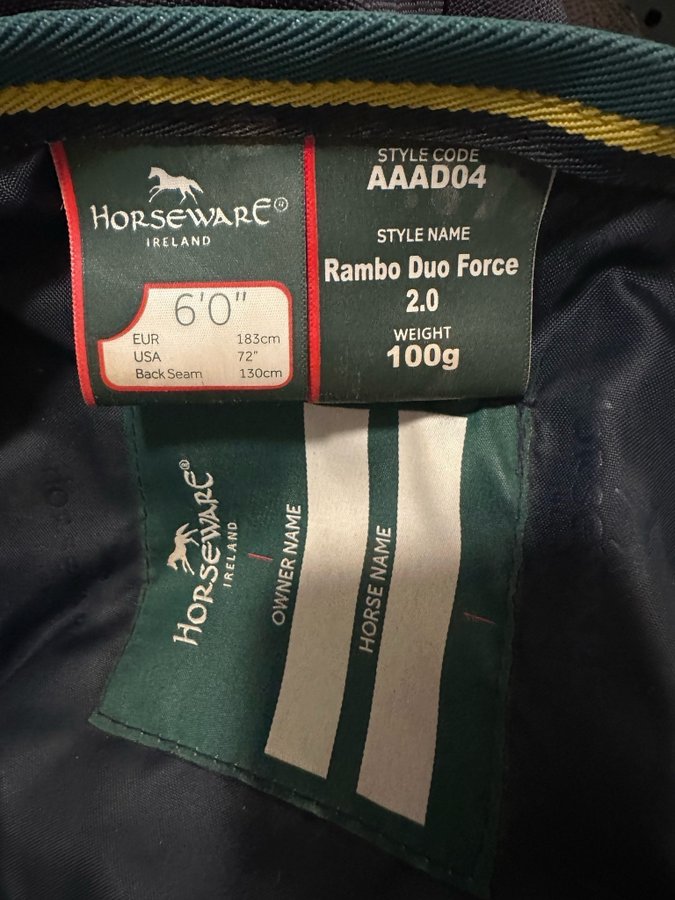 HORSEWARE®
IRELAND
6'0"
EUR 183cm
USA 72"
Back Seam 130cm
STYLE CODE
AAAD04
STYLE NAME
Rambo Duo Force
2.0
WEIGHT
100g
HORSEWARE®
IRELAND
OWNER NAME
HORSE NAME